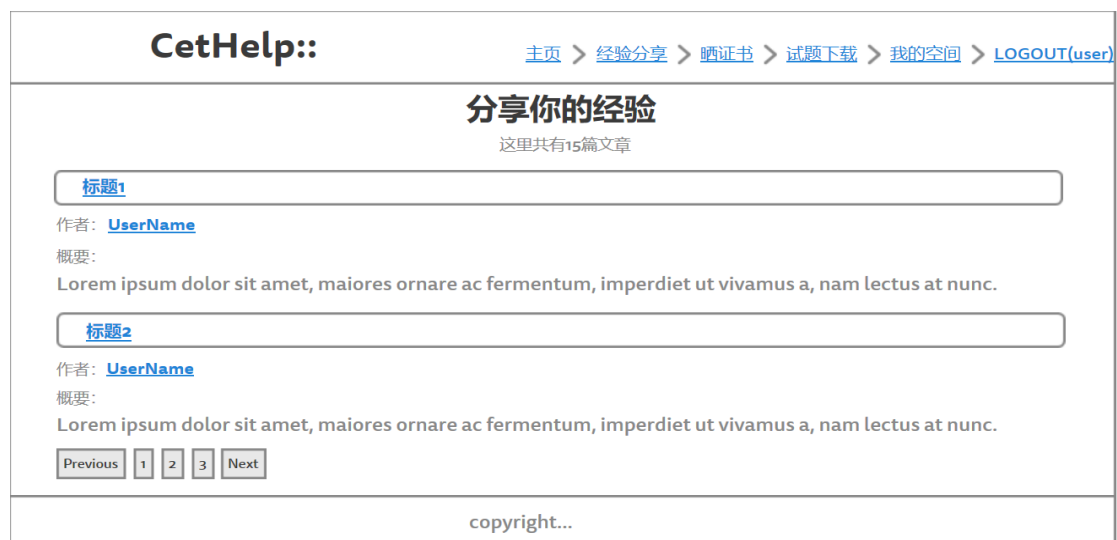 CetHelp::
主页 > 经验分享 > 晒证书 > 试题下载 > 我的空间 > LOGOUT(user)
分享你的经验
这里共有15篇文章
标题1
作者：UserName
概要：
Lorem ipsum dolor sit amet, maiores ornare ac fermentum, imperdiet ut vivamus a, nam lectus at nunc.
标题2
作者：UserName
概要：
Lorem ipsum dolor sit amet, maiores ornare ac fermentum, imperdiet ut vivamus a, nam lectus at nunc.
Previous 1 2 3 Next
copyright...